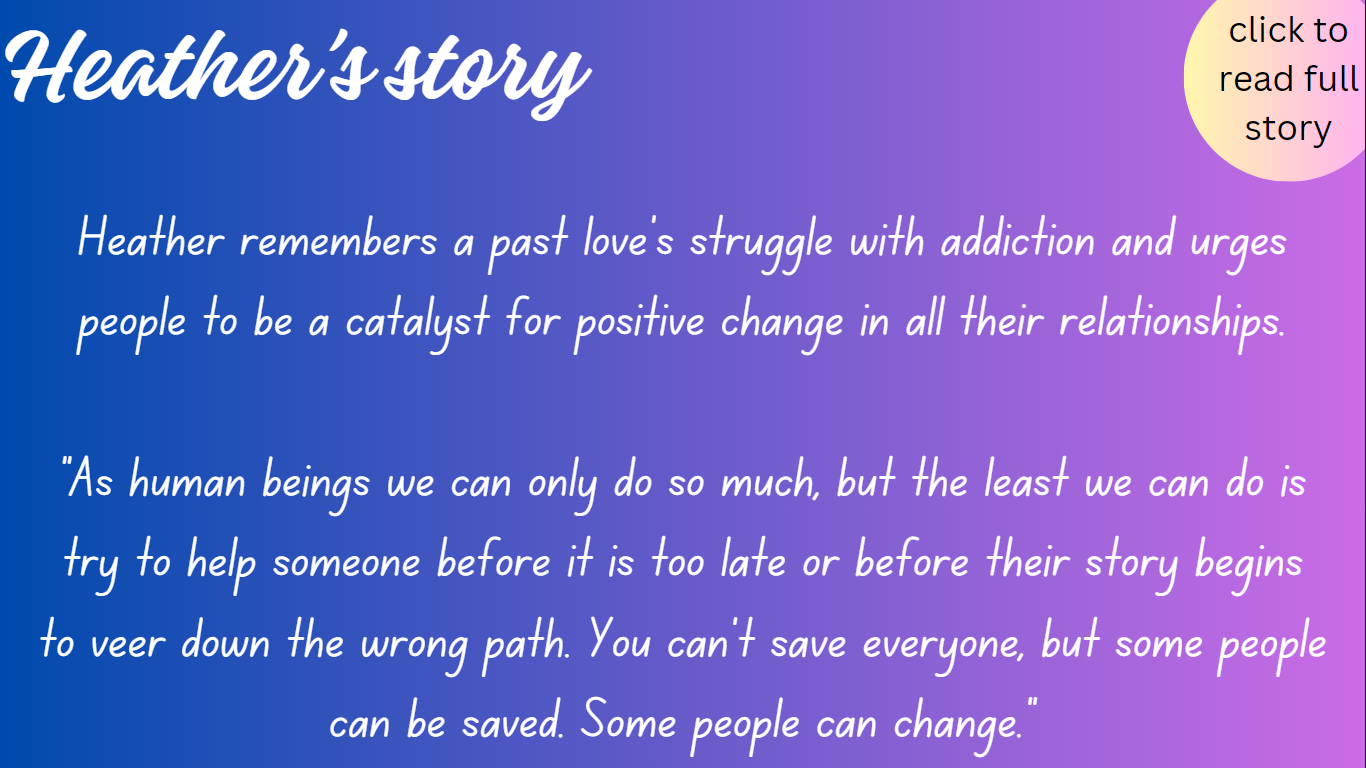 Heather's story
click to
read full
story
Heather remembers a past love's struggle with addiction and urges
people to be a catalyst for positive change in all their relationships.
"As human beings we can only do so much, but the least we can do is
try to help someone before it is too late or before their story begins
to veer down the wrong path. You can't save everyone, but some people
can be saved. Some people can change."